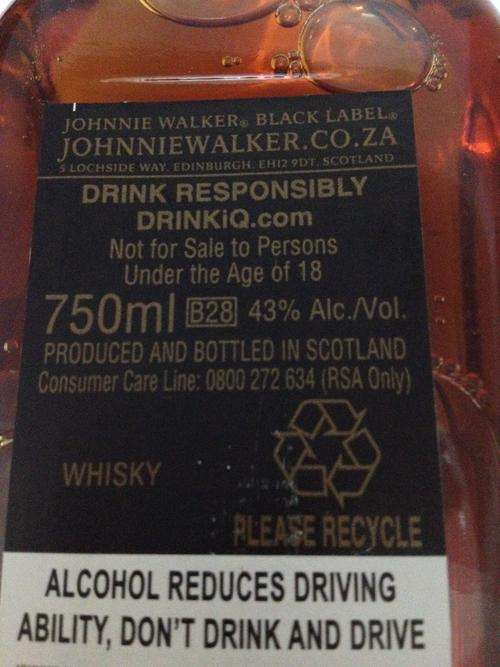 JOHNNIE WALKER® BLACK LABEL®
JOHNNIEWALKER.CO.ZA
5 LOCHSIDE WAY, EDINBURGH, EH12 9DT, SCOTLAND
DRINK RESPONSIBLY
DRINKiQ.com
Not for Sale to Persons
Under the Age of 18
750ml B28 43% Alc./Vol.
PRODUCED AND BOTTLED IN SCOTLAND
Consumer Care Line: 0800 272 634 (RSA Only)
WHISKY
PLEASE RECYCLE
ALCOHOL REDUCES DRIVING
ABILITY, DON'T DRINK AND DRIVE